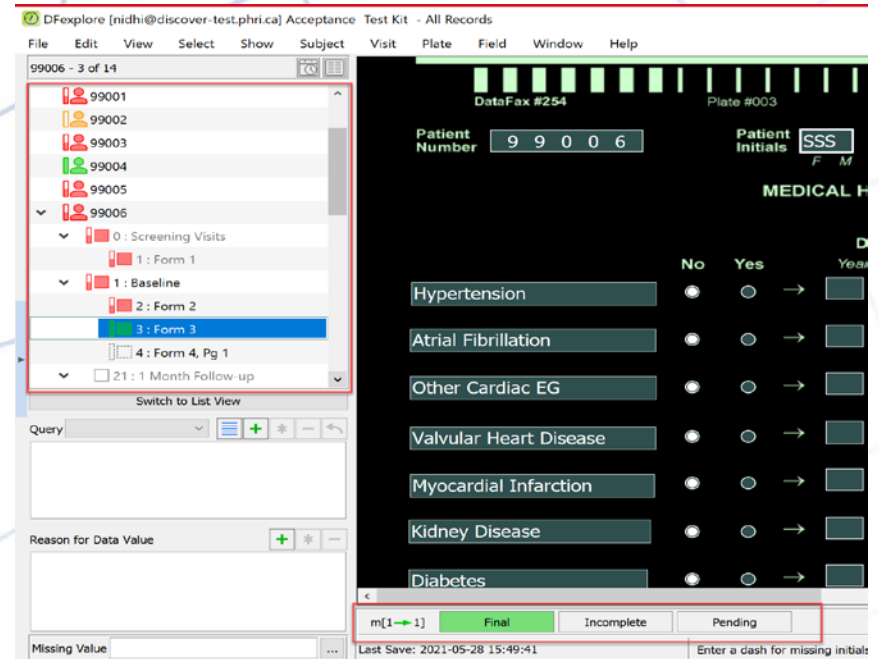 DFexplore [nidhi@discover-test.phri.ca] Acceptance Test Kit - All Records
File Edit View Select Show Subject Visit Plate Field Window Help
99006 - 3 of 14
99001
99002
99003
99004
99005
99006
0 : Screening Visits
1 : Form 1
1 : Baseline
2 : Form 2
3 : Form 3
4 : Form 4, Pg 1
21 : 1 Month Follow-up
Switch to List View
Query
Reason for Data Value
Missing Value ...
DataFax #254 Plate #003
Patient Number 9 9 0 0 6 Patient Initials SSS
F M
MEDICAL H
D
No Yes Year
Hypertension
Atrial Fibrillation
Other Cardiac EG
Valvular Heart Disease
Myocardial Infarction
Kidney Disease
Diabetes
m[1→1] Final Incomplete Pending
Last Save: 2021-05-28 15:49:41 Enter a dash for missing initials